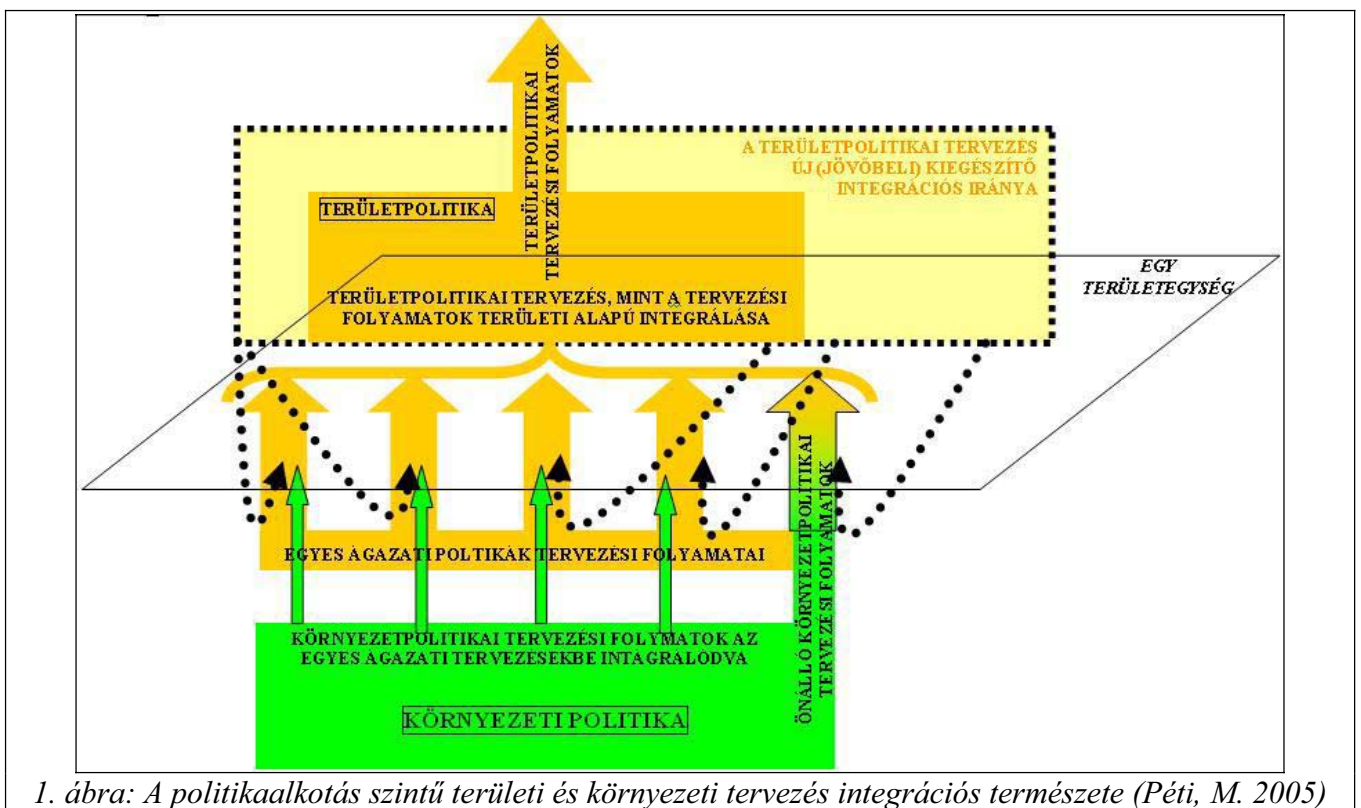 TERÜLETPOLITIKAI
TERVEZÉSI FOLYAMATOK
A TERÜLETPOLITIKAI TERVEZÉS
ÚJ (JÖVŐBELI) KIEGÉSZÍTŐ
INTEGRÁCIÓS IRÁNYA
TERÜLETPOLITIKA
EGY
TERÜLETEGYSÉG
TERÜLETPOLITIKAI TERVEZÉS, MINT A TERVEZÉSI
FOLYAMATOK TERÜLETI ALAPÚ INTEGRÁLÁSA
EGYES ÁGAZATI POLTIKÁK TERVEZÉSI FOLYAMATAI
ÖNÁLLÓ KÖRNYEZETPOLITIKAI
TERVEZÉSI FOLYAMATOK
KÖRNYEZETPOLITIKAI TERVEZÉSI FOLYMATOK AZ
EGYES ÁGAZATI TERVEZÉSEKBE INTÁGRÁLÓDVA
KÖRNYEZETI POLITIKA
1. ábra: A politikaalkotás szintű területi és környezeti tervezés integrációs természete (Péti, M. 2005)